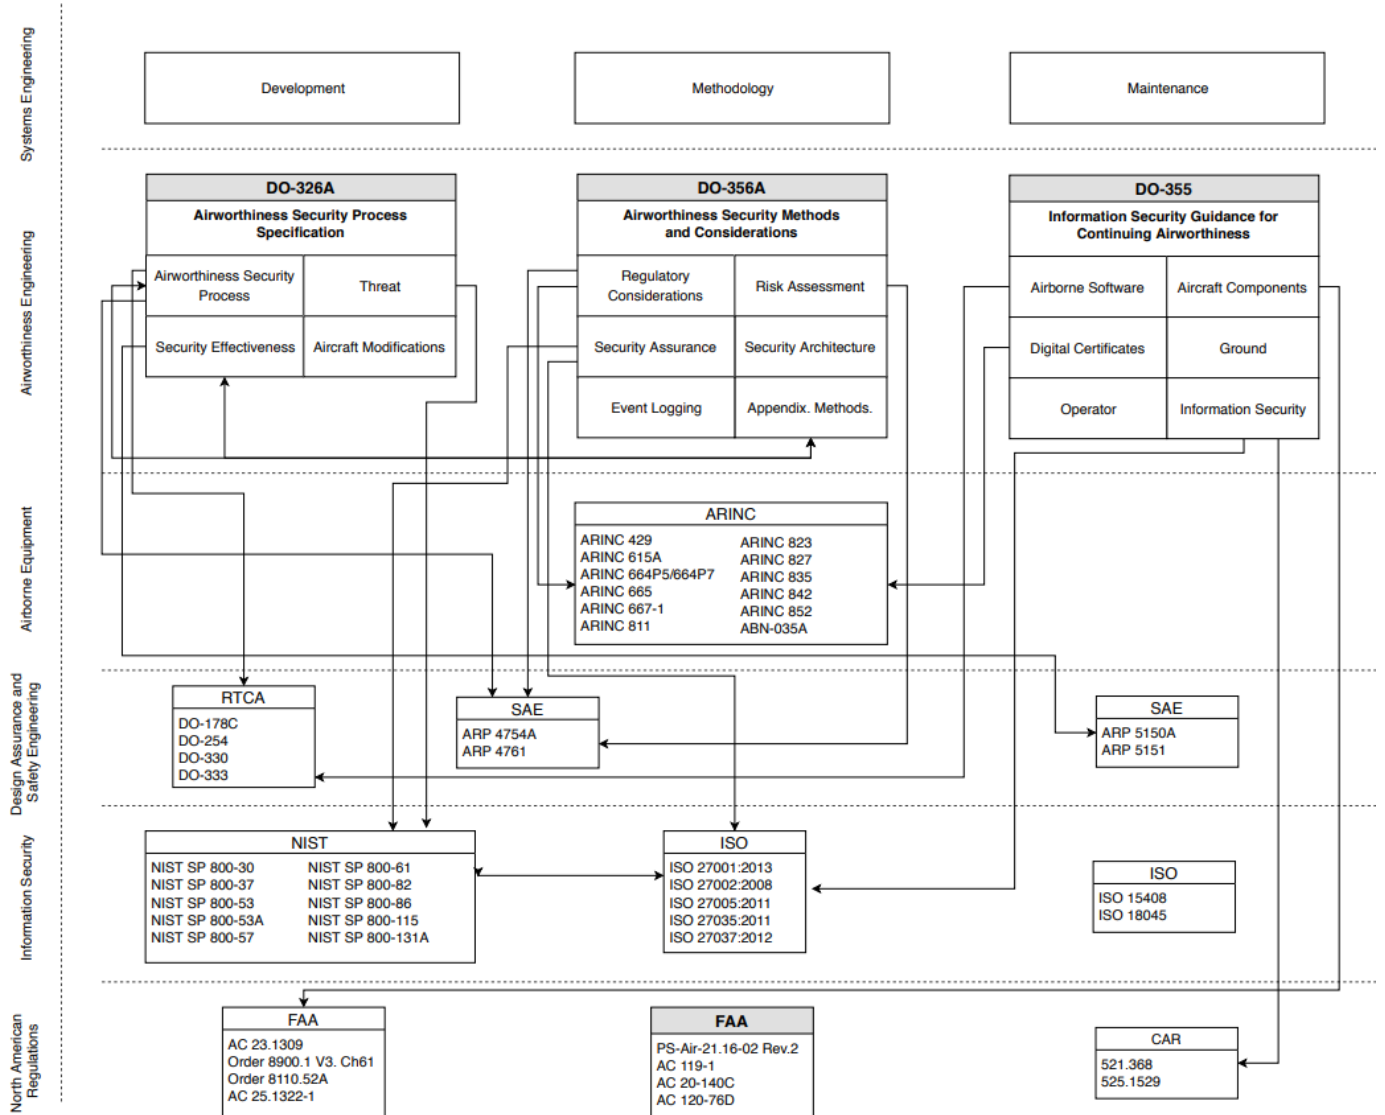 Systems Engineering
Development
Methodology
Maintenance
Airworthiness Engineering
DO-326A
Airworthiness Security Process
Specification
Airworthiness Security
Process
Threat
Security Effectiveness
Aircraft Modifications
DO-356A
Airworthiness Security Methods
and Considerations
Regulatory
Considerations
Risk Assessment
Security Assurance
Security Architecture
Event Logging
Appendix. Methods.
DO-355
Information Security Guidance for
Continuing Airworthiness
Airborne Software
Aircraft Components
Digital Certificates
Ground
Operator
Information Security
Airborne Equipment
ARINC
ARINC 429
ARINC 615A
ARINC 664P5/664P7
ARINC 665
ARINC 667-1
ARINC 811
ARINC 823
ARINC 827
ARINC 835
ARINC 842
ARINC 852
ABN-035A
Design Assurance and
Safety Engineering
RTCA
DO-178C
DO-254
DO-330
DO-333
SAE
ARP 4754A
ARP 4761
SAE
ARP 5150A
ARP 5151
Information Security
NIST
NIST SP 800-30
NIST SP 800-37
NIST SP 800-53
NIST SP 800-53A
NIST SP 800-57
NIST SP 800-61
NIST SP 800-82
NIST SP 800-86
NIST SP 800-115
NIST SP 800-131A
ISO
ISO 27001:2013
ISO 27002:2008
ISO 27005:2011
ISO 27035:2011
ISO 27037:2012
ISO
ISO 15408
ISO 18045
North American
Regulations
FAA
AC 23.1309
Order 8900.1 V3. Ch61
Order 8110.52A
AC 25.1322-1
FAA
PS-Air-21.16-02 Rev.2
AC 119-1
AC 20-140C
AC 120-76D
CAR
521.368
525.1529